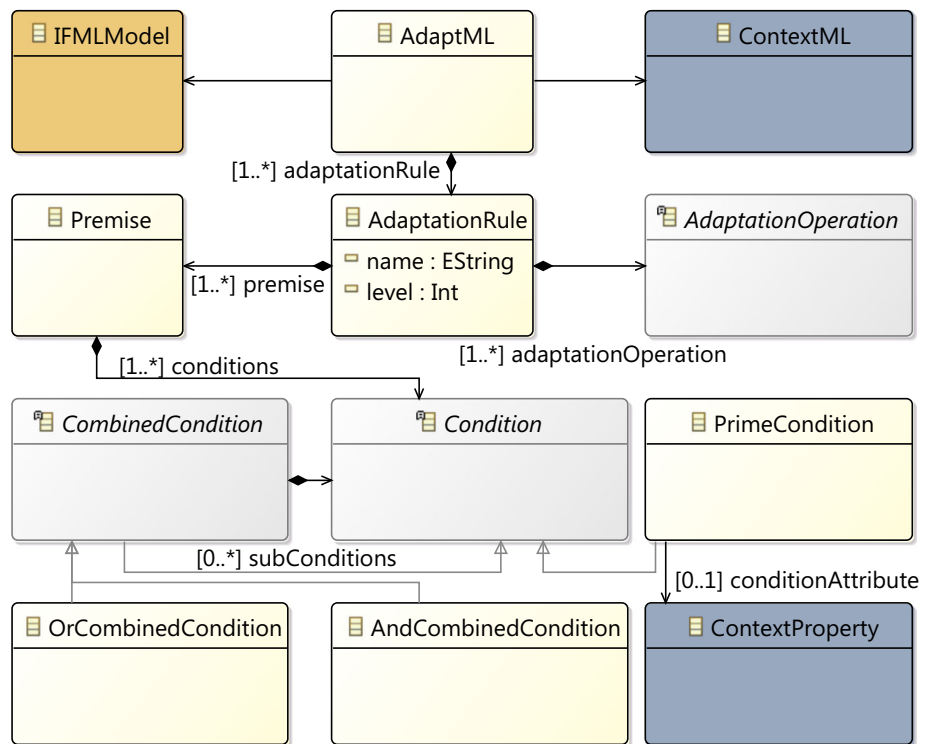 IFMLModel
AdaptML
ContextML
[1..*] adaptationRule
Premise
AdaptationRule
AdaptationOperation
name : EString
level : Int
[1..*] premise
[1..*] adaptationOperation
[1..*] conditions
CombinedCondition
Condition
PrimeCondition
[0..*] subConditions
[0..1] conditionAttribute
OrCombinedCondition
AndCombinedCondition
ContextProperty